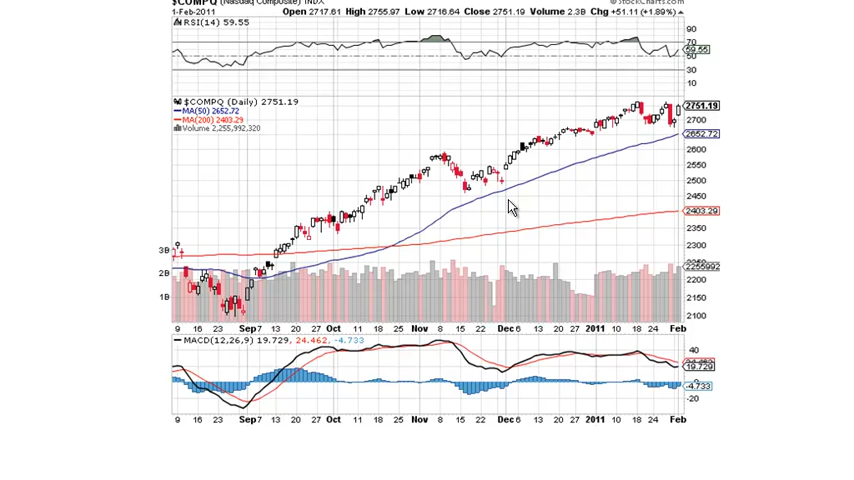 $COMPQ (Nasdaq Composite) INDX © StockCharts.com
1-Feb-2011 Open 2717.61 High 2755.97 Low 2716.64 Close 2751.19 Volume 2.3B Chg +51.11 (+1.89%)
RSI(14) 59.55
90
70
59.55
50
30
10
$COMPQ (Daily) 2751.19
MA(50) 2652.72
MA(200) 2403.29
Volume 2,255,992,320
2751.19
2700
2652.72
2600
2550
2500
2450
2403.29
2350
2300
2255992
2200
2150
2100
3B
2B
1B
9 16 23 Sep 7 13 20 27 Oct 11 18 25 Nov 8 15 22 Dec 6 13 20 27 2011 10 18 24 Feb
MACD(12,26,9) 19.729, 24.462, -4.733
40
24.462
19.729
0
-4.733
-20
9 16 23 Sep 7 13 20 27 Oct 11 18 25 Nov 8 15 22 Dec 6 13 20 27 2011 10 18 24 Feb